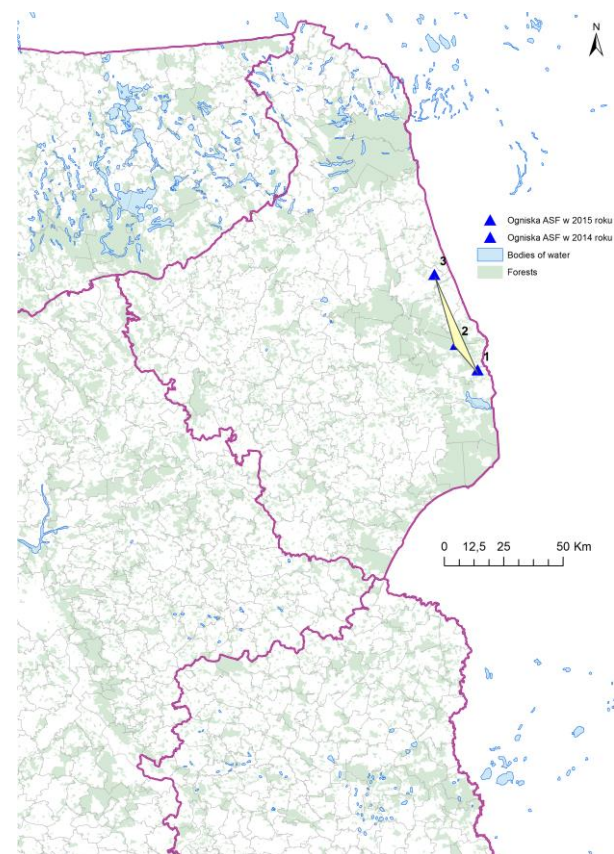 N
Ogniska ASF w 2015 roku
Ogniska ASF w 2014 roku
Bodies of water
Forests
3
2
1
0 12,5 25 50 Km